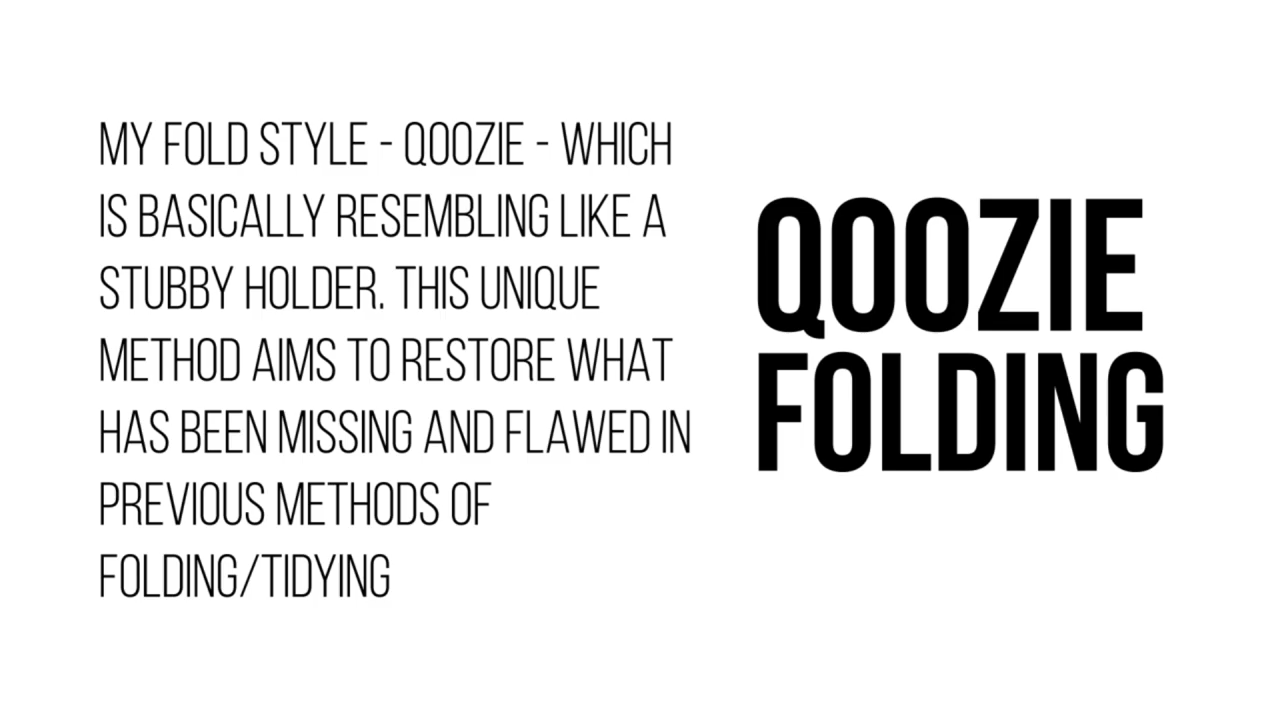 MY FOLD STYLE - QOOZIE - WHICH
IS BASICALLY RESEMBLING LIKE A
STUBBY HOLDER. THIS UNIQUE
METHOD AIMS TO RESTORE WHAT
HAS BEEN MISSING AND FLAWED IN
PREVIOUS METHODS OF
FOLDING/TIDYING
QOOZIE
FOLDING